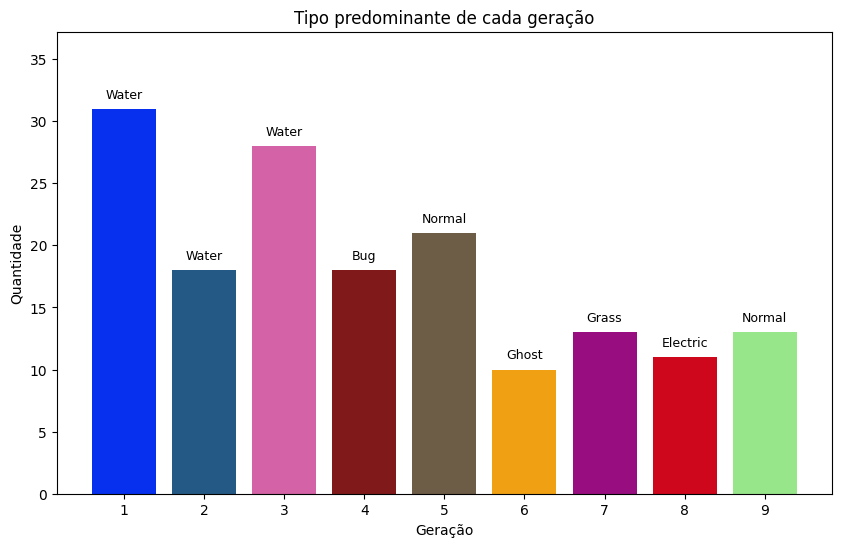 Tipo predominante de cada geração
Quantidade
35
30
25
20
15
10
5
0
Water
Water
Water
Bug
Normal
Ghost
Grass
Electric
Normal
1 2 3 4 5 6 7 8 9
Geração